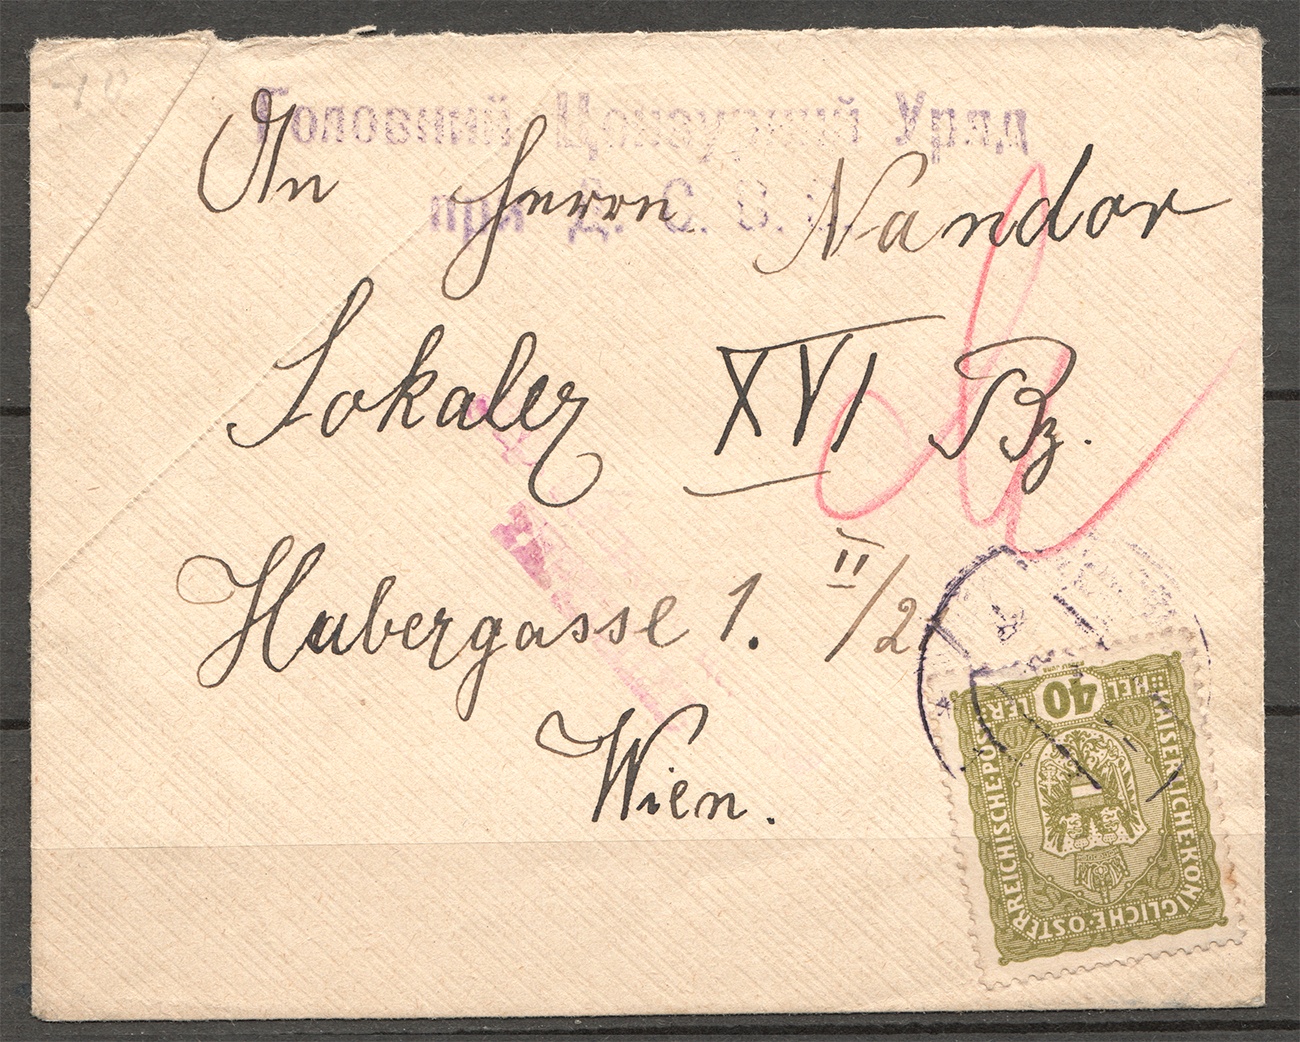 Головний Цензурний Уряд
при Д. С. С.
An Herrn Nandor
Lokaler XVI Bz.
Habergasse 1. II/2
Wien.
40
HELLER
KAISERLICHE·KÖNIGLICHE·ÖSTERREICHISCHE·POST